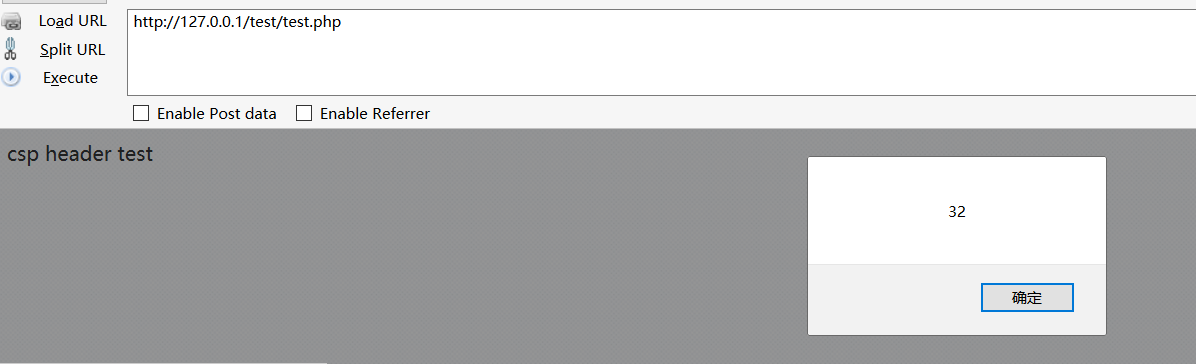 Load URL
http://127.0.0.1/test/test.php
Split URL
Execute
Enable Post data
Enable Referrer
csp header test
32
确定